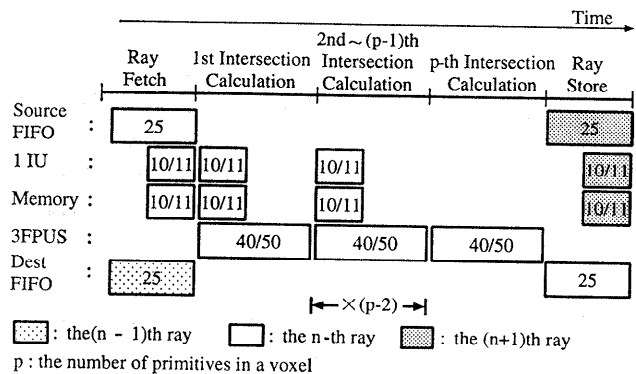 Time
2nd~(p-1)th
Ray 1st Intersection Intersection p-th Intersection Ray
Fetch Calculation Calculation Calculation Store
Source
FIFO : 25 25
1 IU : 10/11 10/11 10/11 10/11
Memory : 10/11 10/11 10/11 10/11
3FPUS : 40/50 40/50 40/50
Dest
FIFO : 25 25
×(p-2)
: the(n - 1)th ray : the n-th ray : the (n+1)th ray
p : the number of primitives in a voxel